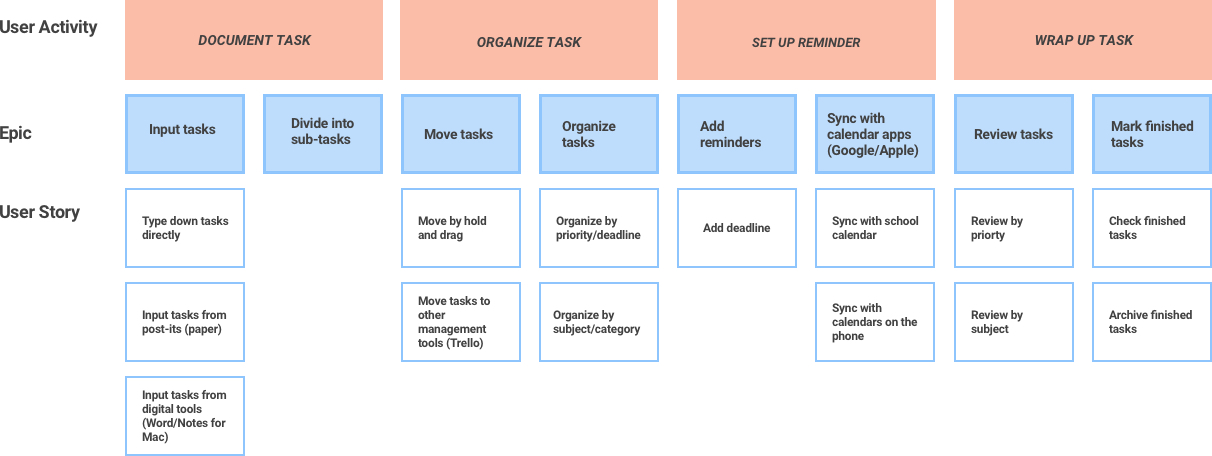 User Activity
DOCUMENT TASK
ORGANIZE TASK
SET UP REMINDER
WRAP UP TASK
Epic
Input tasks
Divide into
sub-tasks
Move tasks
Organize
tasks
Add
reminders
Sync with
calendar apps
(Google/Apple)
Review tasks
Mark finished
tasks
User Story
Type down tasks
directly
Move by hold
and drag
Organize by
priority/deadline
Add deadline
Sync with school
calendar
Review by
priorty
Check finished
tasks
Input tasks from
post-its (paper)
Move tasks to
other
management
tools (Trello)
Organize by
subject/category
Sync with
calendars on the
phone
Review by
subject
Archive finished
tasks
Input tasks from
digital tools
(Word/Notes for
Mac)